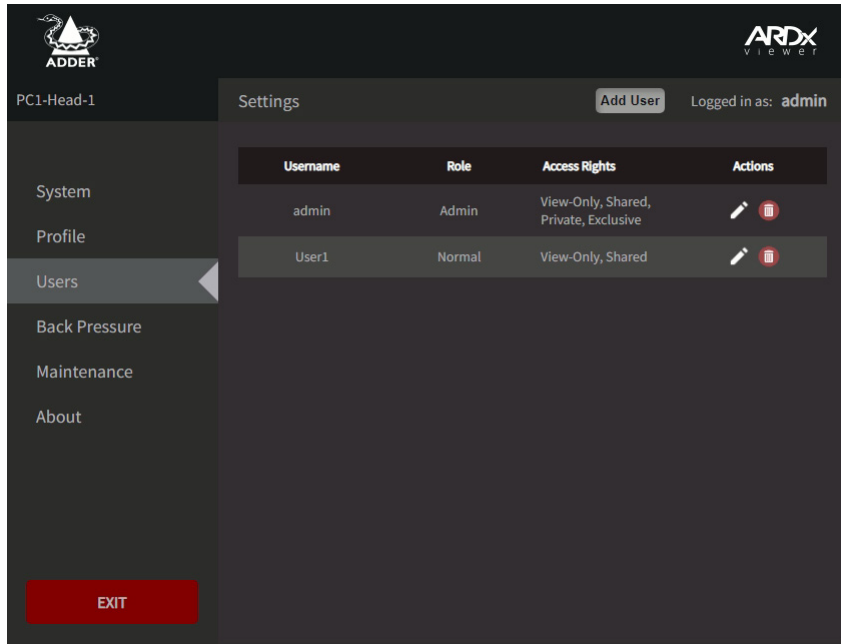 ADDER®
ARDx
viewer
PC1-Head-1
Settings
Add User
Logged in as: admin
System
Profile
Users
Back Pressure
Maintenance
About
EXIT
Username Role Access Rights Actions
admin Admin View-Only, Shared,
Private, Exclusive
User1 Normal View-Only, Shared